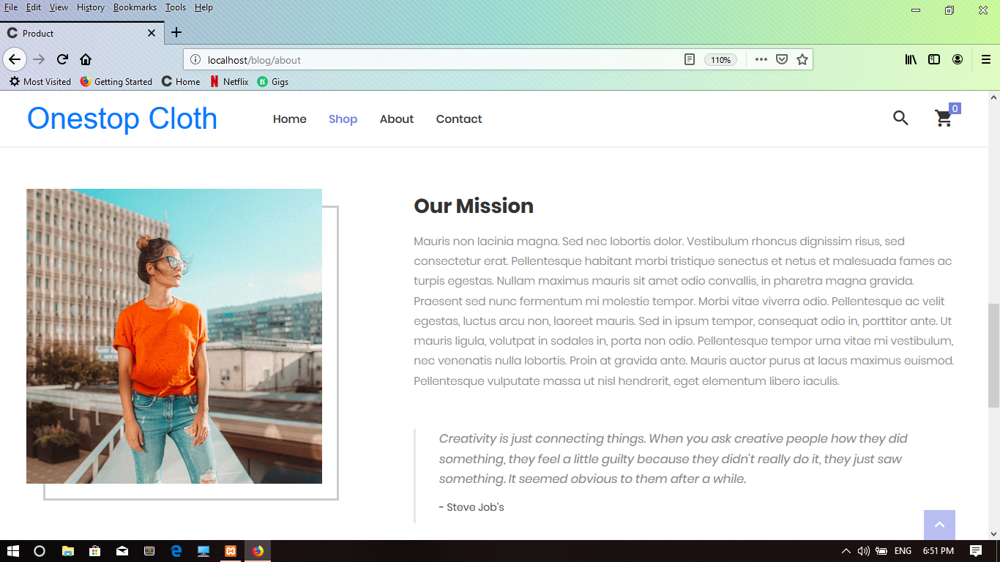 File Edit View History Bookmarks Tools Help
Product
localhost/blog/about 110%
Most Visited Getting Started Home Netflix Gigs
Onestop Cloth Home Shop About Contact 0
Our Mission
Mauris non lacinia magna. Sed nec lobortis dolor. Vestibulum rhoncus dignissim risus, sed
consectetur erat. Pellentesque habitant morbi tristique senectus et netus et malesuada fames ac
turpis egestas. Nullam maximus mauris sit amet odio convallis, in pharetra magna gravida.
Praesent sed nunc fermentum mi molestie tempor. Morbi vitae viverra odio. Pellentesque ac velit
egestas, luctus arcu non, laoreet mauris. Sed in ipsum tempor, consequat odio in, porttitor ante. Ut
mauris ligula, volutpat in sodales in, porta non odio. Pellentesque tempor urna vitae mi vestibulum,
nec venenatis nulla lobortis. Proin at gravida ante. Mauris auctor purus at lacus maximus euismod.
Pellentesque vulputate massa ut nisl hendrerit, eget elementum libero iaculis.
Creativity is just connecting things. When you ask creative people how they did
something, they feel a little guilty because they didn't really do it, they just saw
something. It seemed obvious to them after a while.
- Steve Job's
ENG 6:51 PM